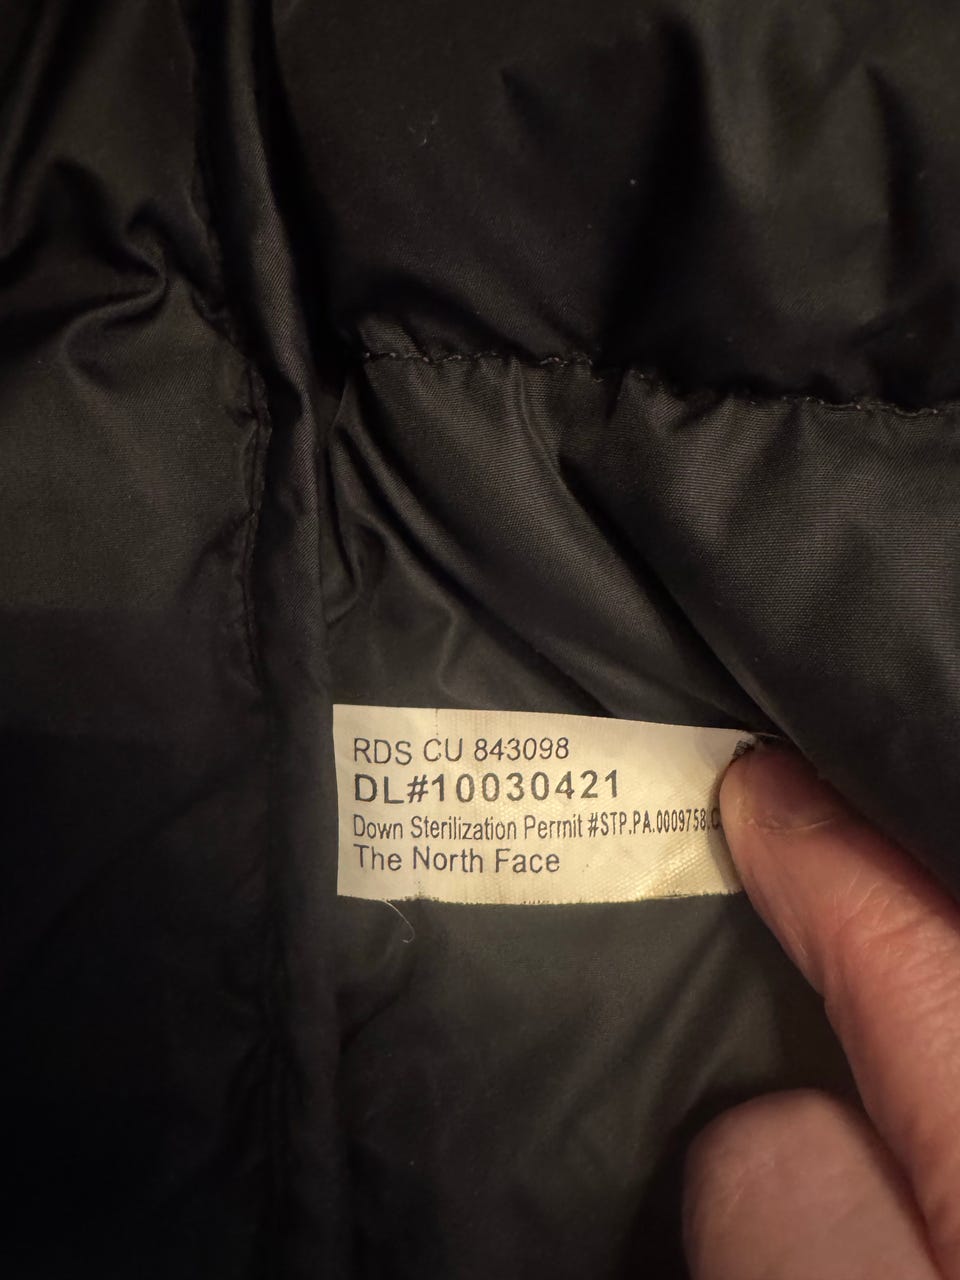 RDS CU 843098
DL#10030421
Down Sterilization Permit #STP.PA.0009758.C
The North Face